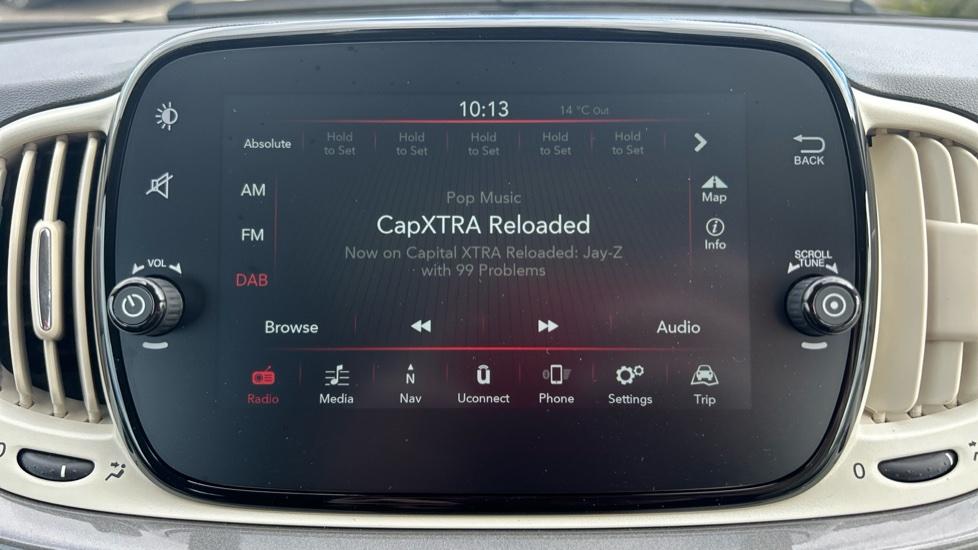 10:13 14 °C Out
Absolute Hold to Set Hold to Set Hold to Set Hold to Set Hold to Set
BACK
AM
Map
Pop Music
FM
CapXTRA Reloaded
Info
Now on Capital XTRA Reloaded: Jay-Z
with 99 Problems
DAB
VOL
SCROLL
TUNE
Browse Audio
N
Radio Media Nav Uconnect Phone Settings Trip
0 0